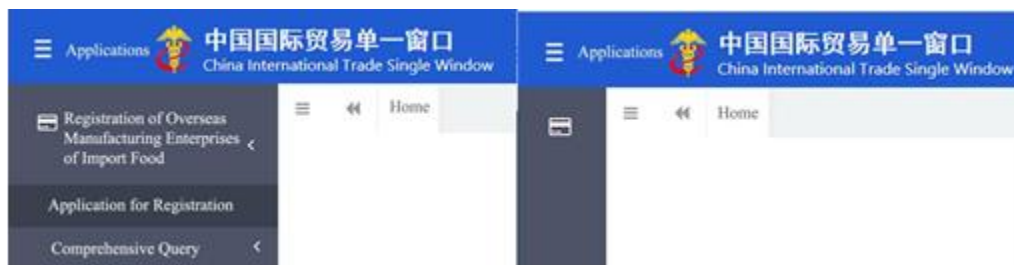 Applications
中国国际贸易单一窗口
China International Trade Single Window
Home
Registration of Overseas
Manufacturing Enterprises
of Import Food
Application for Registration
Comprehensive Query
Applications
中国国际贸易单一窗口
China International Trade Single Window
Home